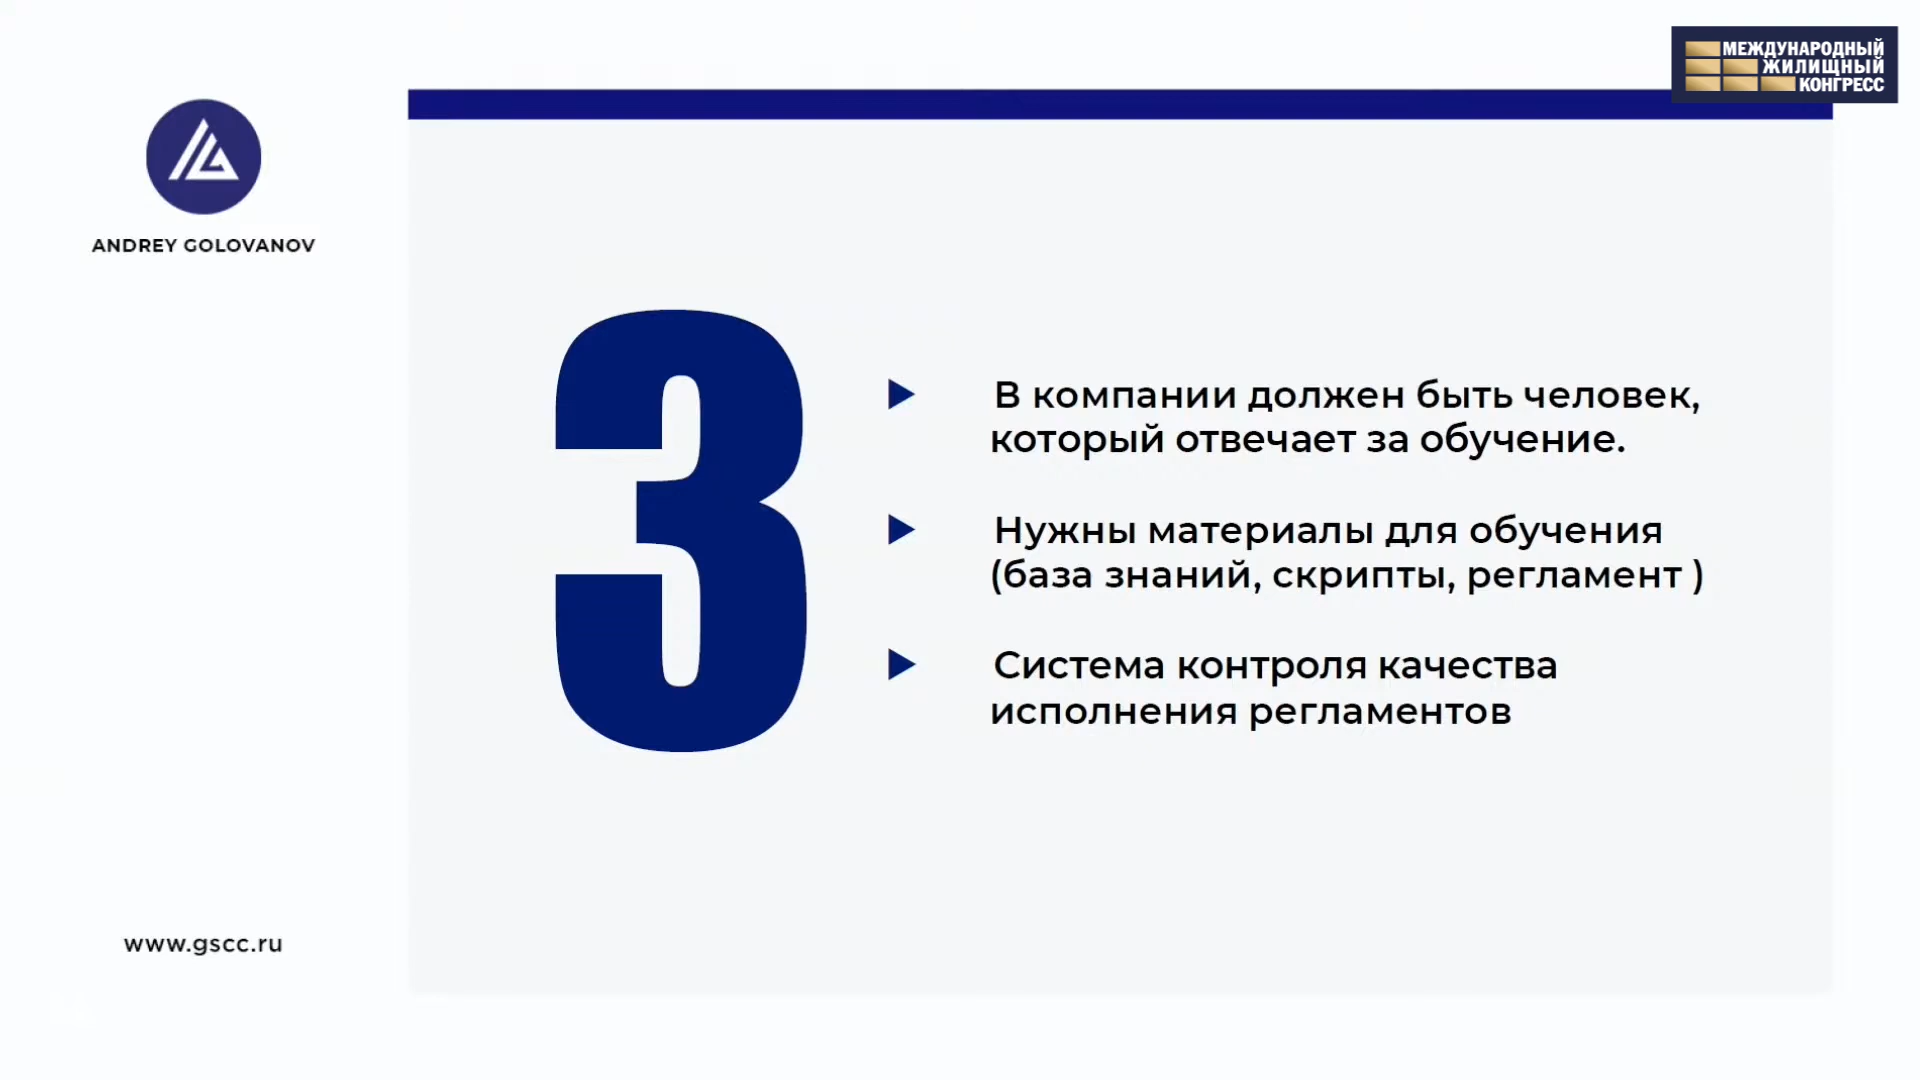 МЕЖДУНАРОДНЫЙ
ЖИЛИЩНЫЙ
КОНГРЕСС
ANDREY GOLOVANOV
3
В компании должен быть человек,
который отвечает за обучение.
Нужны материалы для обучения
(база знаний, скрипты, регламент )
Система контроля качества
исполнения регламентов
www.gscc.ru